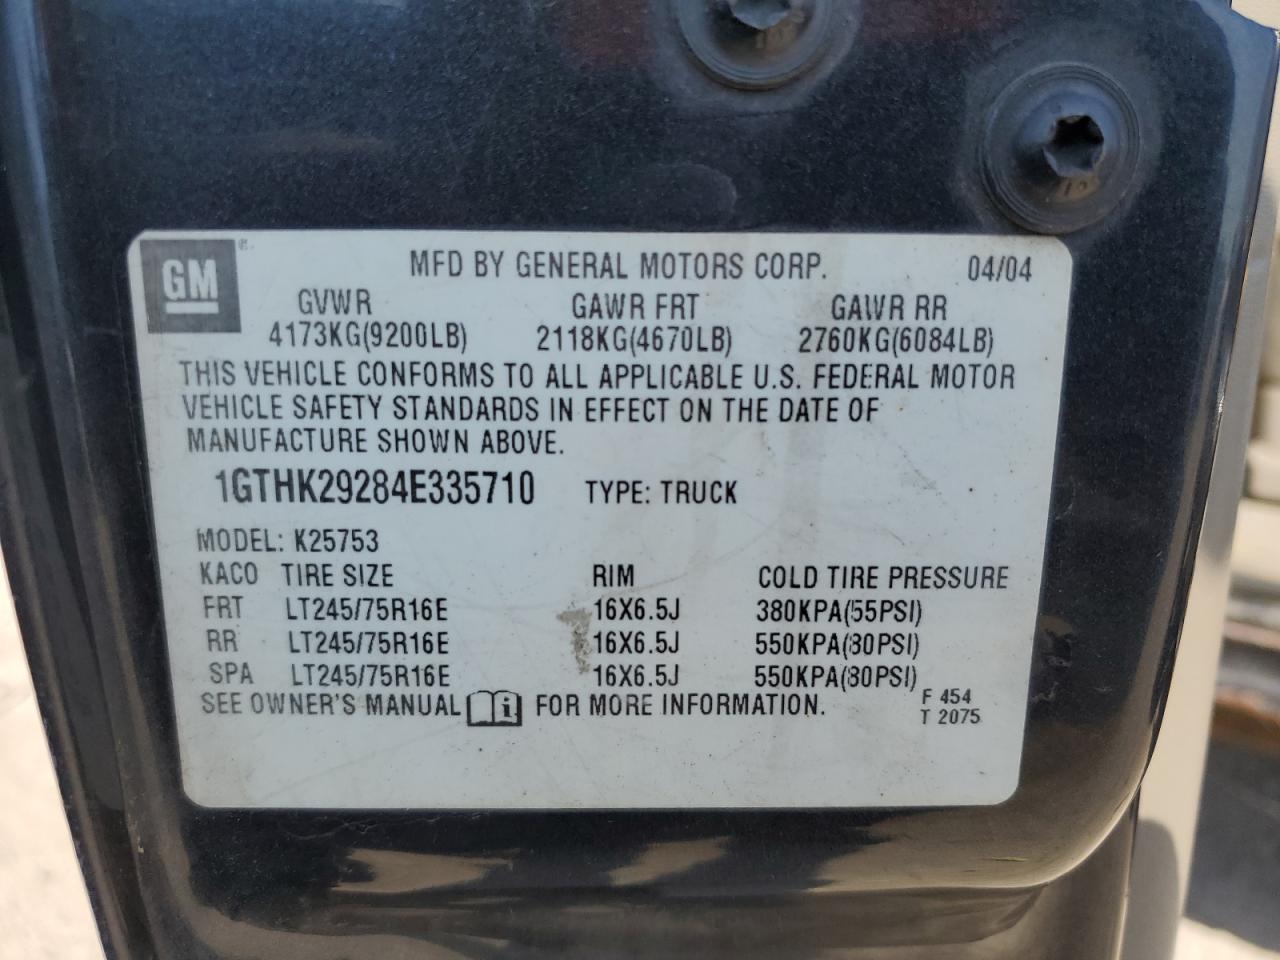 GM
MFD BY GENERAL MOTORS CORP. 04/04
GVWR GAWR FRT GAWR RR
4173KG(9200LB) 2118KG(4670LB) 2760KG(6084LB)
THIS VEHICLE CONFORMS TO ALL APPLICABLE U.S. FEDERAL MOTOR
VEHICLE SAFETY STANDARDS IN EFFECT ON THE DATE OF
MANUFACTURE SHOWN ABOVE.
1GTHK29284E335710 TYPE: TRUCK
MODEL: K25753
KACO TIRE SIZE RIM COLD TIRE PRESSURE
FRT LT245/75R16E 16X6.5J 380KPA(55PSI)
RR LT245/75R16E 16X6.5J 550KPA(80PSI)
SPA LT245/75R16E 16X6.5J 550KPA(80PSI)
SEE OWNER'S MANUAL i FOR MORE INFORMATION.
F 454
T 2075